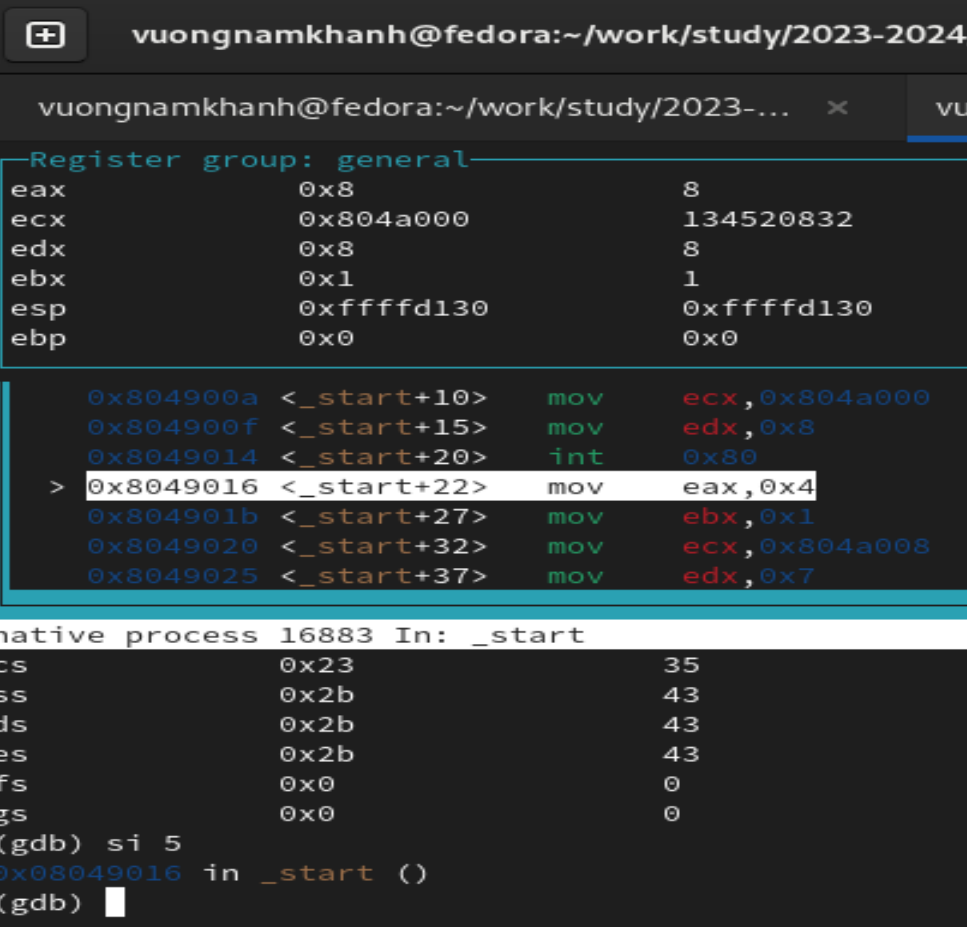 vuongnamkhanh@fedora:~/work/study/2023-2024
vuongnamkhanh@fedora:~/work/study/2023-... × vu
Register group: general
eax 0x8 8
ecx 0x804a000 134520832
edx 0x8 8
ebx 0x1 1
esp 0xffffd130 0xffffd130
ebp 0x0 0x0
0x804900a <_start+10> mov ecx,0x804a000
0x804900f <_start+15> mov edx,0x8
0x8049014 <_start+20> int 0x80
> 0x8049016 <_start+22> mov eax,0x4
0x804901b <_start+27> mov ebx,0x1
0x8049020 <_start+32> mov ecx,0x804a008
0x8049025 <_start+37> mov edx,0x7
native process 16883 In: _start
cs 0x23 35
ss 0x2b 43
ds 0x2b 43
es 0x2b 43
fs 0x0 0
gs 0x0 0
(gdb) si 5
0x08049016 in _start ()
(gdb)